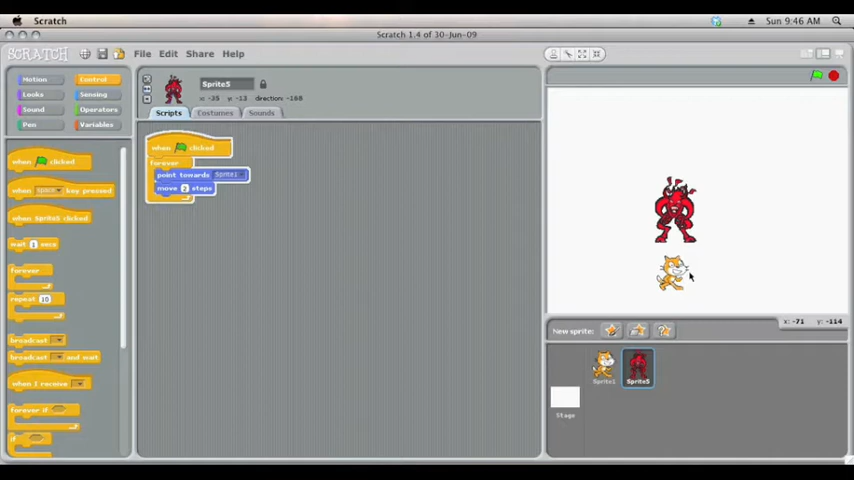 Scratch
Sun 9:46 AM
Scratch 1.4 of 30-Jun-09
SCRATCH
File Edit Share Help
Motion Control
Looks Sensing
Sound Operators
Pen Variables
Sprite5
x: -35 y: -13 direction: -168
Scripts Costumes Sounds
when clicked
forever
point towards Sprite1
move 2 steps
when clicked
when space key pressed
when Sprite5 clicked
wait 1 secs
forever
repeat 10
broadcast
broadcast and wait
when I receive
forever if
if
x: -71 y: -114
New sprite:
Sprite1
Sprite5
Stage